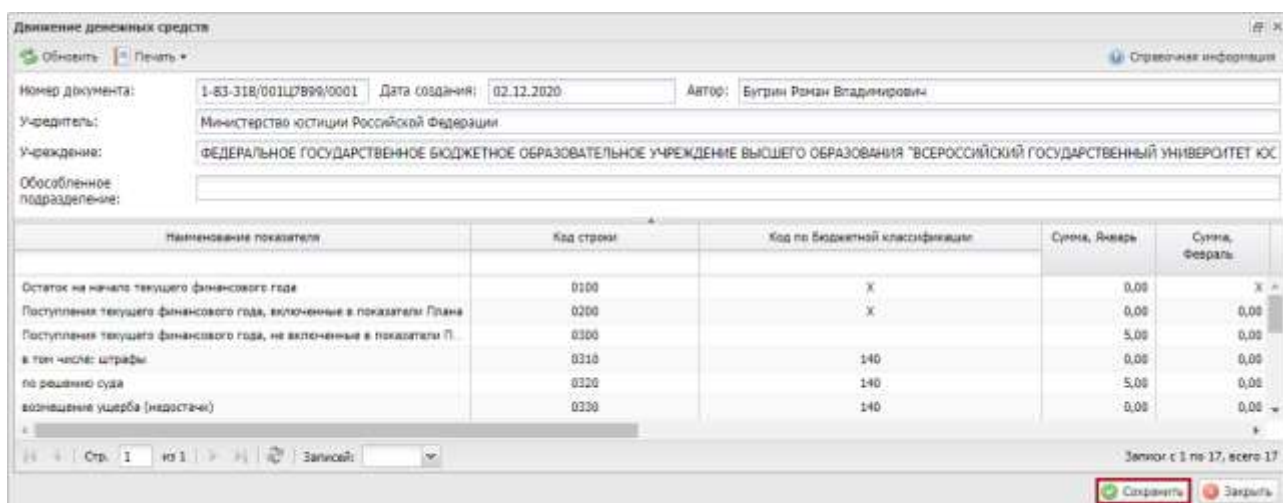 Движение денежных средств
Обновить Печать Справочная информация
Номер документа: 1-83-318/001Ц7В99/0001 Дата создания: 02.12.2020 Автор: Бугрин Роман Владимирович
Учредитель: Министерство юстиции Российской Федерации
Учреждение: ФЕДЕРАЛЬНОЕ ГОСУДАРСТВЕННОЕ БЮДЖЕТНОЕ ОБРАЗОВАТЕЛЬНОЕ УЧРЕЖДЕНИЕ ВЫСШЕГО ОБРАЗОВАНИЯ "ВСЕРОССИЙСКИЙ ГОСУДАРСТВЕННЫЙ УНИВЕРСИТЕТ ЮС
Обособленное
подразделение:
Наименование показателя Код строки Код по бюджетной классификации Сумма, Январь Сумма,
Февраль
Остаток на начало текущего финансового года 0100 X 0,00 X
Поступления текущего финансового года, включенные в показатели Плана 0200 X 0,00 0,00
Поступления текущего финансового года, не включенные в показатели П... 0300 5,00 0,00
в том числе: штрафы 0310 140 0,00 0,00
по решению суда 0320 140 5,00 0,00
возмещение ущерба (недостачи) 0330 140 0,00 0,00
Стр. 1 из 1 Записей: Записи с 1 по 17, всего 17
Сохранить Закрыть